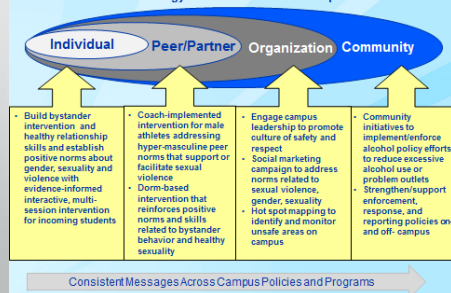 Individual
Peer/Partner
Organization
Community
• Build bystander
intervention and
healthy relationship
skills and establish
positive norms about
gender, sexuality and
violence with
evidence-informed
interactive, multi-
session intervention
for incoming students
• Coach-implemented
intervention for male
athletes addressing
hyper-masculine peer
norms that support or
facilitate sexual
violence
• Dorm-based
intervention that
reinforces positive
norms and skills
related to bystander
behavior and healthy
sexuality
• Engage campus
leadership to promote
culture of safety and
respect
• Social marketing
campaign to address
norms related to
sexual violence,
gender, sexuality
• Hot spot mapping to
identify and monitor
unsafe areas on
campus
• Community
initiatives to
implement/enforce
alcohol policy efforts
to reduce excessive
alcohol use or
problem outlets
• Strengthen/support
enforcement,
response, and
reporting policies on-
and off- campus
Consistent Messages Across Campus Policies and Programs